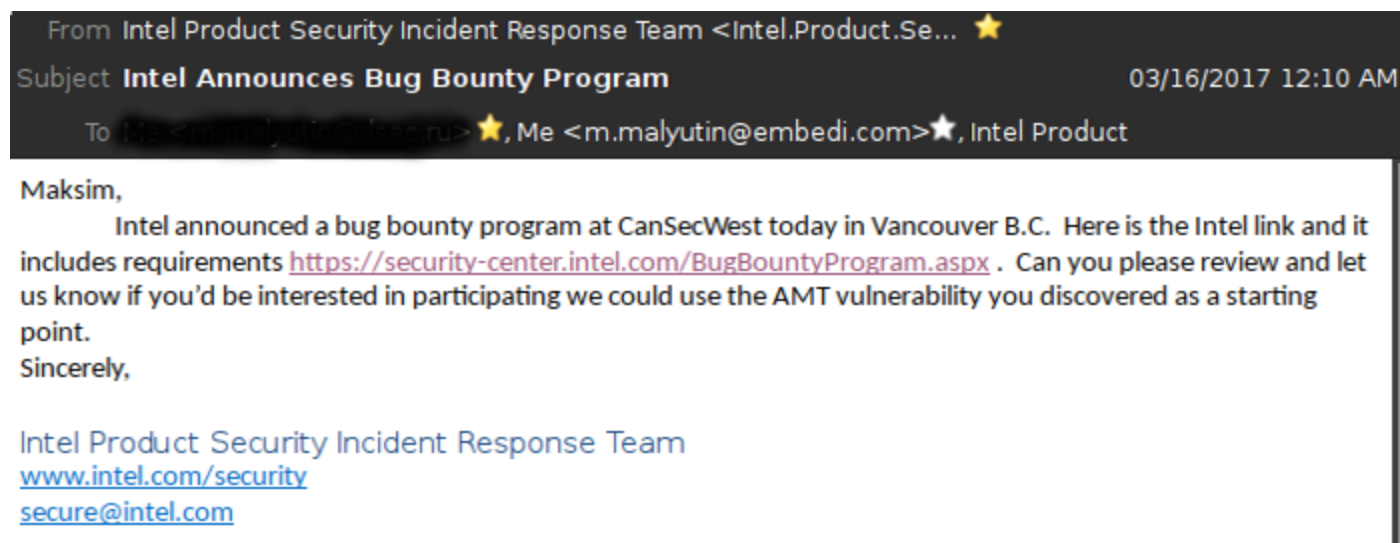 From Intel Product Security Incident Response Team <Intel.Product.Se...
Subject Intel Announces Bug Bounty Program 03/16/2017 12:10 AM
To , Me <m.malyutin@embedi.com>, Intel Product
Maksim,
Intel announced a bug bounty program at CanSecWest today in Vancouver B.C. Here is the Intel link and it
includes requirements https://security-center.intel.com/BugBountyProgram.aspx . Can you please review and let
us know if you’d be interested in participating we could use the AMT vulnerability you discovered as a starting
point.
Sincerely,
Intel Product Security Incident Response Team
www.intel.com/security
secure@intel.com